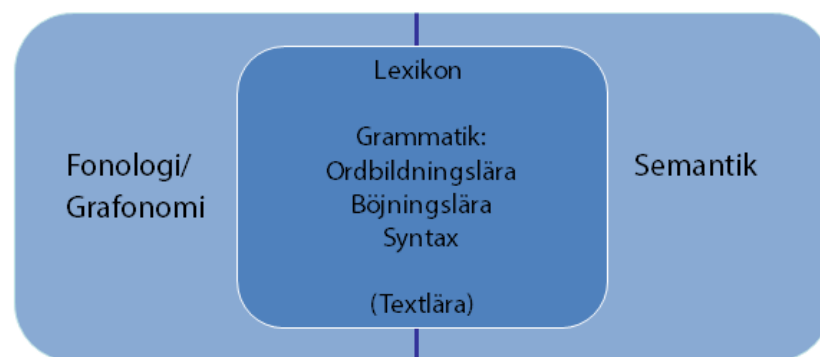 Fonologi/
Grafonomi
Lexikon
Grammatik:
Ordbildningslära
Böjningslära
Syntax
(Textlära)
Semantik